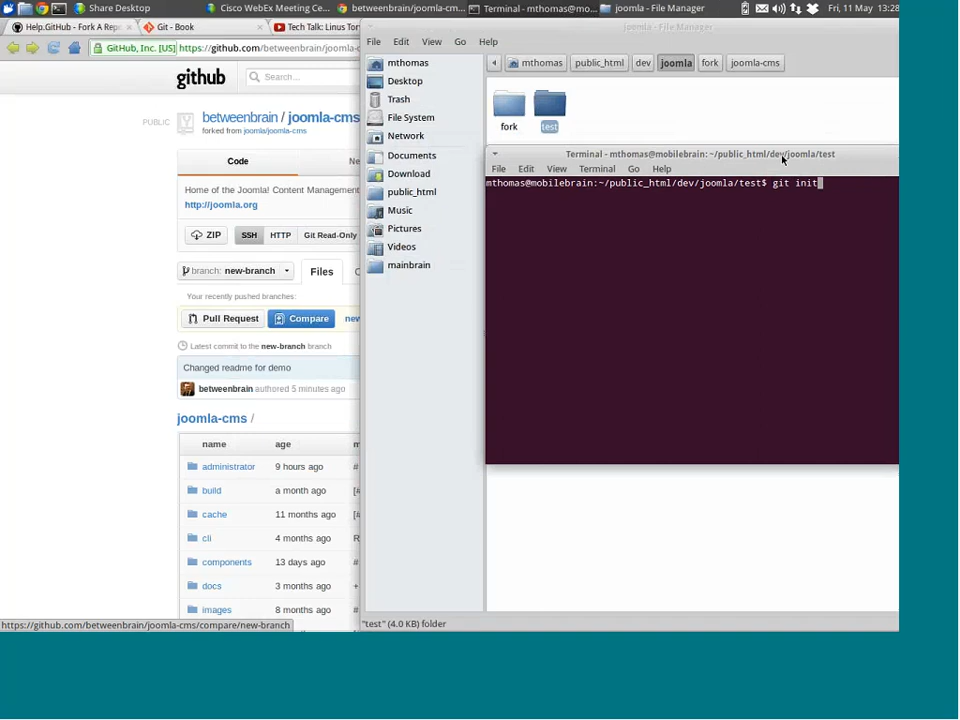 Share Desktop
Cisco WebEx Meeting Ce...
betweenbrain/joomla-cm...
Terminal - mthomas@mo...
joomla - File Manager
Fri, 11 May, 13:28
Help.GitHub - Fork A Rep
Git - Book
Tech Talk: Linus Tor
joomla - File Manager
File Edit View Go Help
GitHub, Inc. [US] https://github.com/betweenbrain/joomla-c
mthomas
mthomas public_html dev joomla fork joomla-cms
github
Search...
Desktop
Trash
File System
Network
Documents
Download
public_html
Music
Pictures
Videos
mainbrain
fork
test
PUBLIC
betweenbrain / joomla-cms
forked from joomla/joomla-cms
Code
Ne
Home of the Joomla! Content Management
http://joomla.org
ZIP SSH HTTP Git Read-Only
branch: new-branch
Files
Your recently pushed branches:
Pull Request
Compare
new
Latest commit to the new-branch branch
Changed readme for demo
betweenbrain authored 5 minutes ago
joomla-cms /
name age m
administrator 9 hours ago #
build a month ago [#
cache 11 months ago [#
cli 4 months ago R
components 13 days ago #
docs 3 months ago +
images 8 months ago #
https://github.com/betweenbrain/joomla-cms/compare/new-branch
Terminal - mthomas@mobilebrain: ~/public_html/dev/joomla/test
File Edit View Terminal Go Help
mthomas@mobilebrain:~/public_html/dev/joomla/test$ git init
"test" (4.0 KB) folder